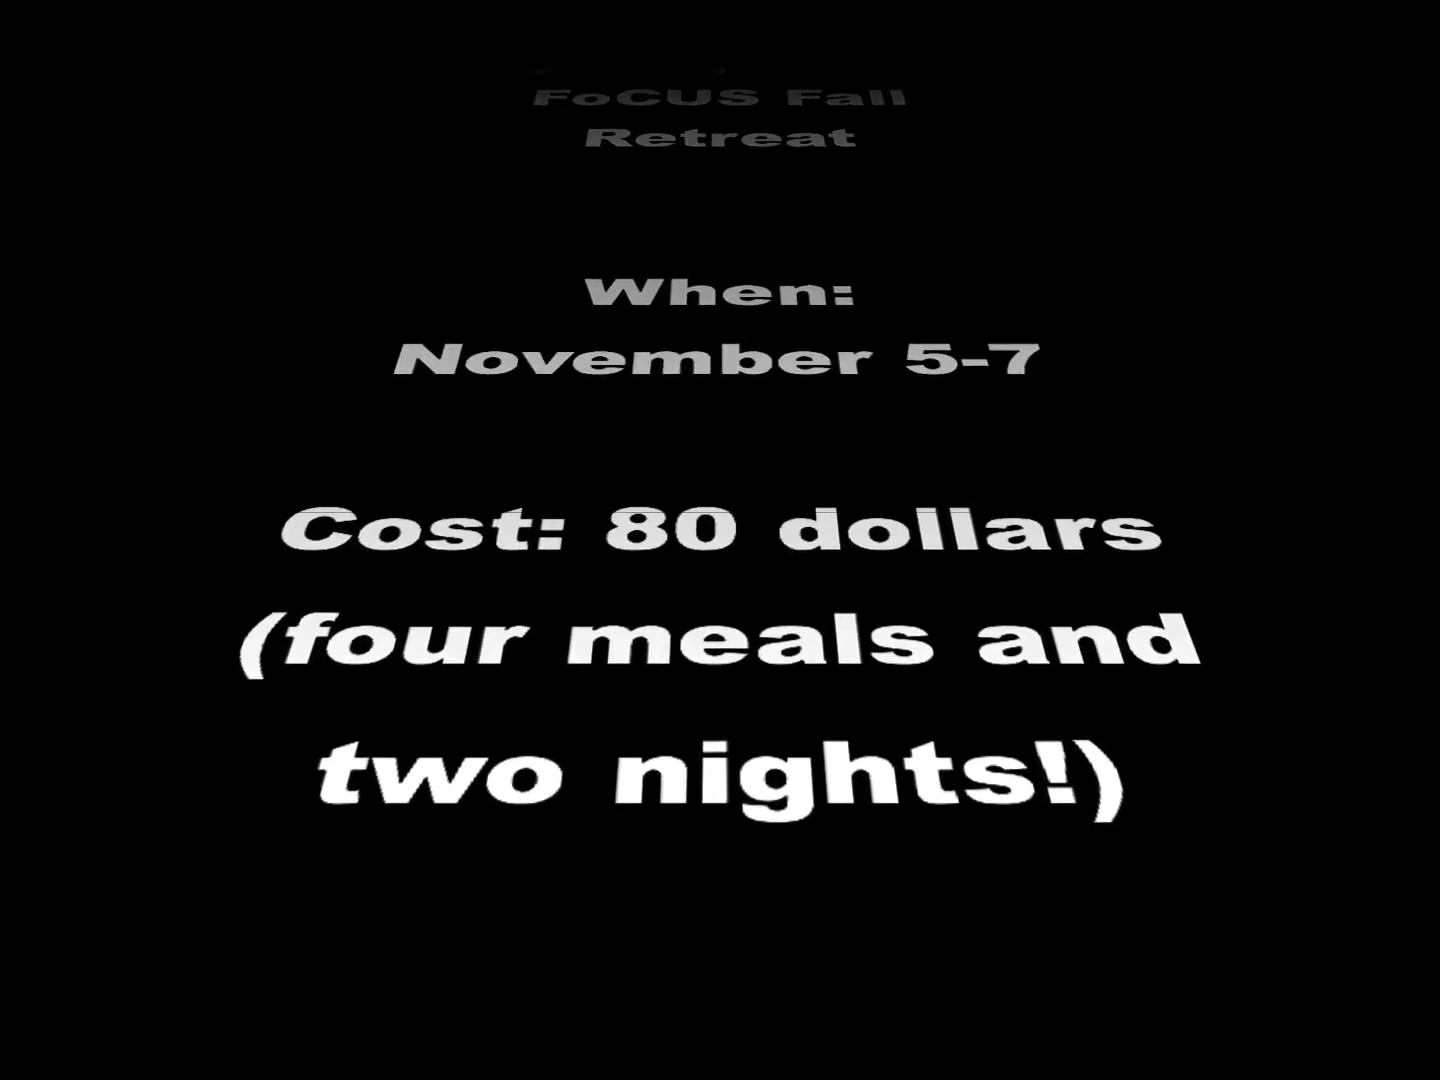 FoCUS Fall
Retreat
When:
November 5-7
Cost: 80 dollars
(four meals and
two nights!)